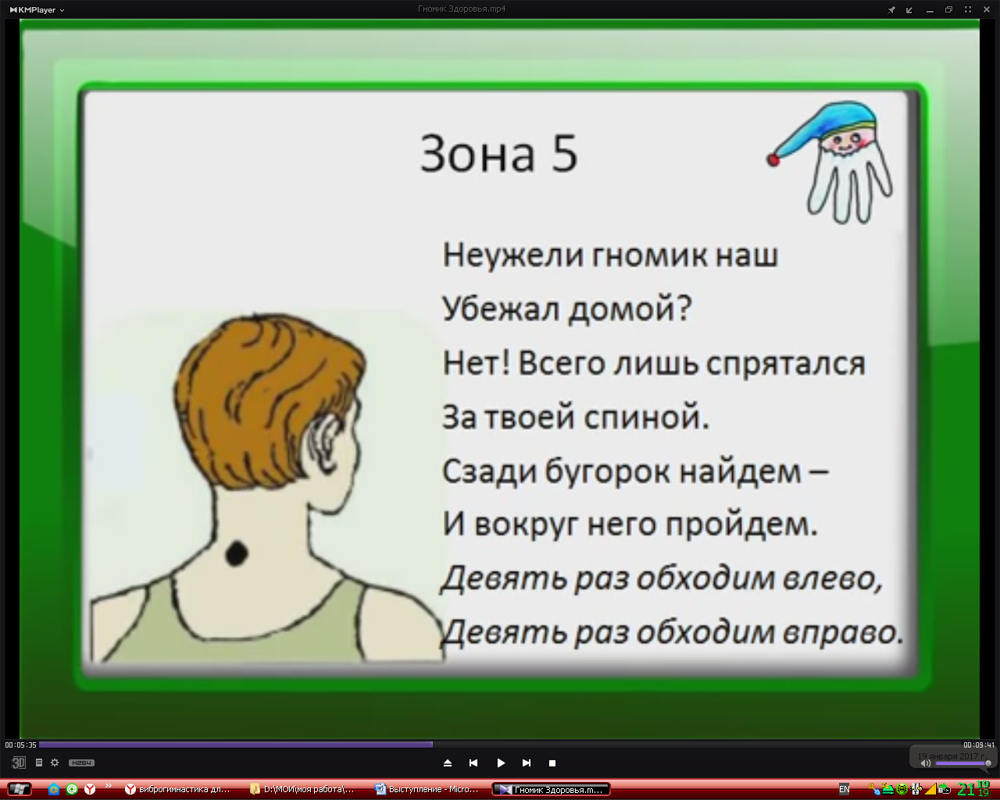 KMPlayer
Гномик Здоровья.mp4
Зона 5
Неужели гномик наш
Убежал домой?
Нет! Всего лишь спрятался
За твоей спиной.
Сзади бугорок найдем –
И вокруг него пройдем.
Девять раз обходим влево,
Девять раз обходим вправо.
00:05:35
00:09:41
3D
H264
19 января 2017 г.
виброгимнастика дл...
D:\МОИ\моя работа\...
Выступление - Micro...
Гномик Здоровья.m...
EN
21
19